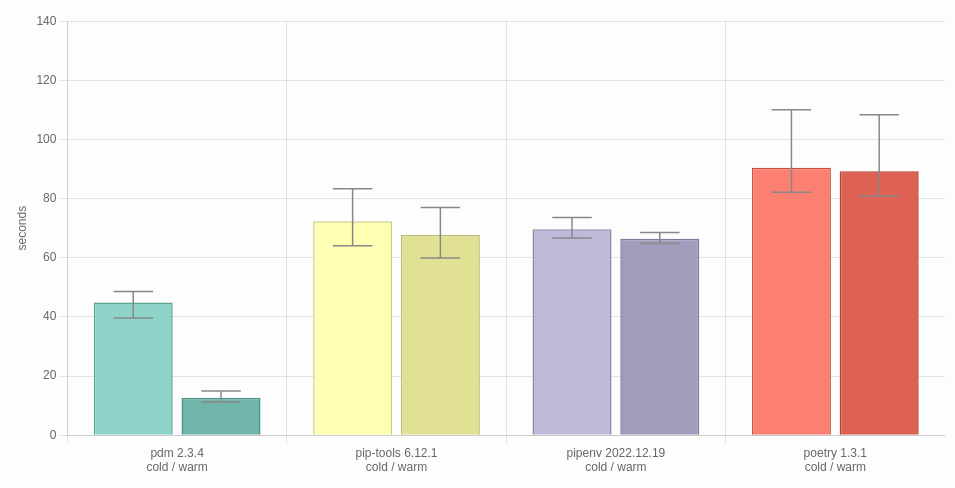 140
120
100
80
60
40
20
0
seconds
pdm 2.3.4
cold / warm
pip-tools 6.12.1
cold / warm
pipenv 2022.12.19
cold / warm
poetry 1.3.1
cold / warm